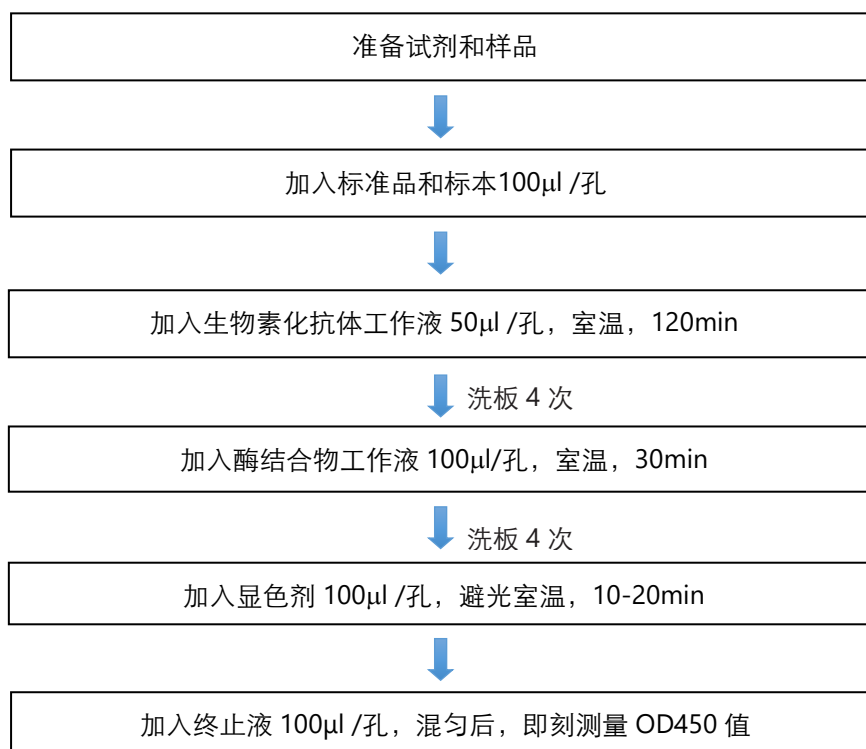 准备试剂和样品
加入标准品和标本100μl /孔
加入生物素化抗体工作液 50μl /孔，室温，120min
洗板 4 次
加入酶结合物工作液 100μl/孔，室温，30min
洗板 4 次
加入显色剂 100μl /孔，避光室温，10-20min
加入终止液 100μl /孔，混匀后，即刻测量 OD450 值